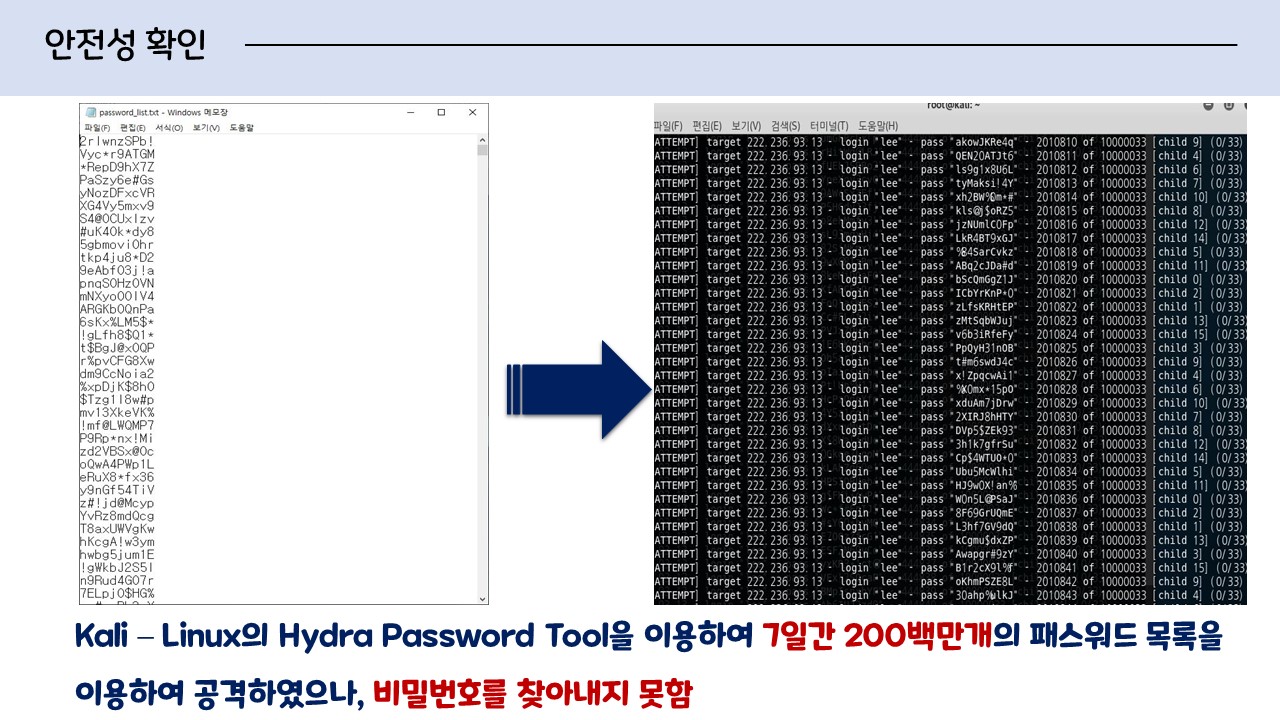 안전성 확인
password_list.txt - Windows 메모장
파일(F) 편집(E) 서식(O) 보기(V) 도움말
2rIwnzSPb!
Vyc*r9ATGM
*RepD9hX7Z
PaSzy6e#Gs
yNozDFxcVR
XG4Vy5mxv9
S4@OCUxIzv
#uK40k*dy8
5gbmoviOhr
tkp4ju8*D2
9eAbf03j!a
pnqSOHzOVN
mNXyoO0IV4
ARGKbOQnPa
6sKx%LM5$*
!gLfh8$Q1*
t$BgJ@xOQP
r%pvCFG8Xw
dm9CcNoia2
%xpDjK$8hO
$Tzg1I8w#p
mv13XkeVK%
!mf@LWQMP7
P9Rp*nx!Mi
zd2VBSx@Oc
oQwA4PWp1L
eRuX8*fx36
y9nGf54TiV
z#!jd@Mcyp
YvRz8mdQcg
T8axUWVgKw
hKcgA!w3ym
hwbg5jum1E
!gWkbJ2S5I
n9Rud4G07r
7ELpjO$HG%
root@kali: ~
파일(F) 편집(E) 보기(V) 검색(S) 터미널(T) 도움말(H)
ATTEMPT] target 222.236.93.13 - login "lee" - pass "akowJKRe4q" - 2010810 of 10000033 [child 9] (0/33)
ATTEMPT] target 222.236.93.13 - login "lee" - pass "QEN20ATJt6" - 2010811 of 10000033 [child 4] (0/33)
ATTEMPT] target 222.236.93.13 - login "lee" - pass "ls9g1x8U6L" - 2010812 of 10000033 [child 6] (0/33)
ATTEMPT] target 222.236.93.13 - login "lee" - pass "tyMaksi!4Y" - 2010813 of 10000033 [child 7] (0/33)
ATTEMPT] target 222.236.93.13 - login "lee" - pass "xh2BW%Qm*#" - 2010814 of 10000033 [child 10] (0/33)
ATTEMPT] target 222.236.93.13 - login "lee" - pass "kls@j$oRZ5" - 2010815 of 10000033 [child 8] (0/33)
ATTEMPT] target 222.236.93.13 - login "lee" - pass "jzNUmlCOFp" - 2010816 of 10000033 [child 12] (0/33)
ATTEMPT] target 222.236.93.13 - login "lee" - pass "LkR4BT9xGJ" - 2010817 of 10000033 [child 14] (0/33)
ATTEMPT] target 222.236.93.13 - login "lee" - pass "%84SarCvkz" - 2010818 of 10000033 [child 5] (0/33)
ATTEMPT] target 222.236.93.13 - login "lee" - pass "ABq2cJDa#d" - 2010819 of 10000033 [child 11] (0/33)
ATTEMPT] target 222.236.93.13 - login "lee" - pass "bScQmGgZ1J" - 2010820 of 10000033 [child 0] (0/33)
ATTEMPT] target 222.236.93.13 - login "lee" - pass "ICbYrKnP*O" - 2010821 of 10000033 [child 2] (0/33)
ATTEMPT] target 222.236.93.13 - login "lee" - pass "zLfsKRHtEP" - 2010822 of 10000033 [child 1] (0/33)
ATTEMPT] target 222.236.93.13 - login "lee" - pass "zMtSqbWJuj" - 2010823 of 10000033 [child 13] (0/33)
ATTEMPT] target 222.236.93.13 - login "lee" - pass "v6b3iRfeFy" - 2010824 of 10000033 [child 15] (0/33)
ATTEMPT] target 222.236.93.13 - login "lee" - pass "PpQyH31nOB" - 2010825 of 10000033 [child 3] (0/33)
ATTEMPT] target 222.236.93.13 - login "lee" - pass "t#m6swdJ4c" - 2010826 of 10000033 [child 9] (0/33)
ATTEMPT] target 222.236.93.13 - login "lee" - pass "x!ZpqcwAi1" - 2010827 of 10000033 [child 4] (0/33)
ATTEMPT] target 222.236.93.13 - login "lee" - pass "%XOmx*15pO" - 2010828 of 10000033 [child 6] (0/33)
ATTEMPT] target 222.236.93.13 - login "lee" - pass "xduAm7jDrw" - 2010829 of 10000033 [child 10] (0/33)
ATTEMPT] target 222.236.93.13 - login "lee" - pass "2XIRJ8hHTY" - 2010830 of 10000033 [child 7] (0/33)
ATTEMPT] target 222.236.93.13 - login "lee" - pass "DVp5$ZEk93" - 2010831 of 10000033 [child 8] (0/33)
ATTEMPT] target 222.236.93.13 - login "lee" - pass "3h1k7gfrSu" - 2010832 of 10000033 [child 12] (0/33)
ATTEMPT] target 222.236.93.13 - login "lee" - pass "Cp$4WTUO*O" - 2010833 of 10000033 [child 14] (0/33)
ATTEMPT] target 222.236.93.13 - login "lee" - pass "Ubu5McWlhi" - 2010834 of 10000033 [child 5] (0/33)
ATTEMPT] target 222.236.93.13 - login "lee" - pass "HJ9wOX!an%" - 2010835 of 10000033 [child 11] (0/33)
ATTEMPT] target 222.236.93.13 - login "lee" - pass "WOn5L@PSaJ" - 2010836 of 10000033 [child 0] (0/33)
ATTEMPT] target 222.236.93.13 - login "lee" - pass "8F69GrUQmE" - 2010837 of 10000033 [child 2] (0/33)
ATTEMPT] target 222.236.93.13 - login "lee" - pass "L3hf7GV9dQ" - 2010838 of 10000033 [child 1] (0/33)
ATTEMPT] target 222.236.93.13 - login "lee" - pass "kCgmu$dxZP" - 2010839 of 10000033 [child 13] (0/33)
ATTEMPT] target 222.236.93.13 - login "lee" - pass "Awapgr#9zY" - 2010840 of 10000033 [child 3] (0/33)
ATTEMPT] target 222.236.93.13 - login "lee" - pass "B1r2cX9l%f" - 2010841 of 10000033 [child 15] (0/33)
ATTEMPT] target 222.236.93.13 - login "lee" - pass "oKhmPSZE8L" - 2010842 of 10000033 [child 9] (0/33)
ATTEMPT] target 222.236.93.13 - login "lee" - pass "3Oahp%ulkJ" - 2010843 of 10000033 [child 4] (0/33)
Kali – Linux의 Hydra Password Tool을 이용하여 7일간 200백만개의 패스워드 목록을
이용하여 공격하였으나, 비밀번호를 찾아내지 못함